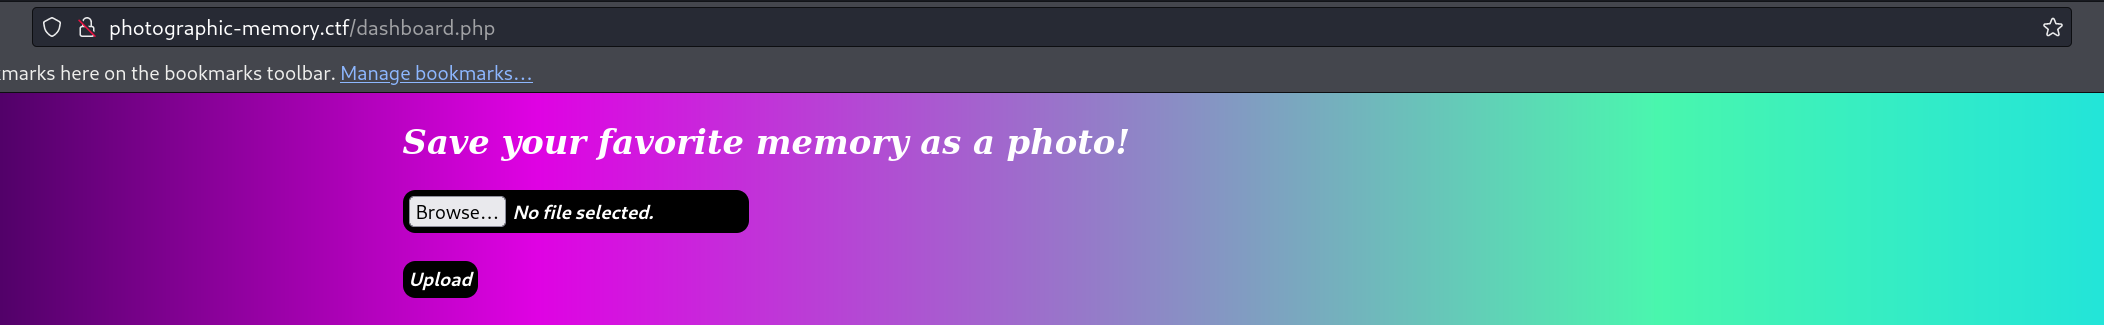 photographic-memory.ctf/dashboard.php
marks here on the bookmarks toolbar. Manage bookmarks...
Save your favorite memory as a photo!
Browse... No file selected.
Upload